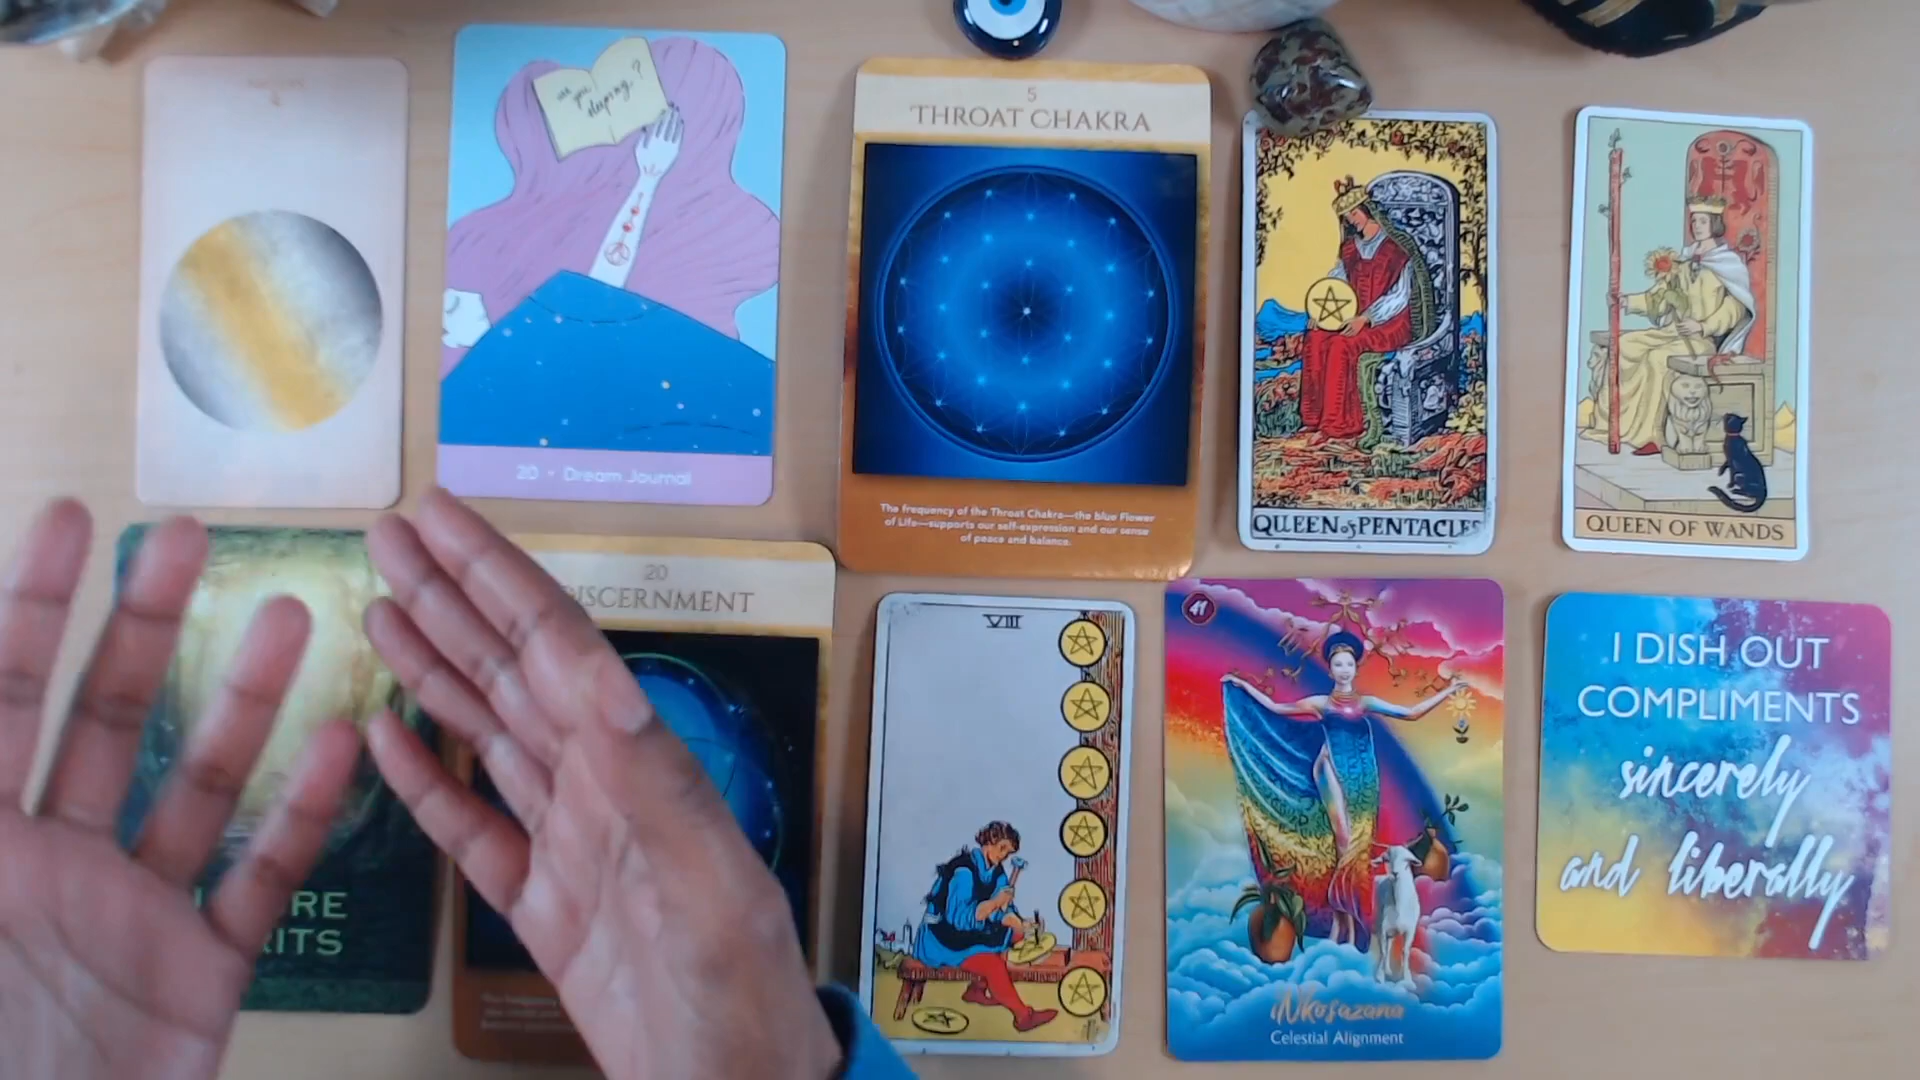 are you
sleeping?
20 • Dream Journal
5
THROAT CHAKRA
The frequency of the Throat Chakra—the blue Flower
of Life—supports our self-expression and our sense
of peace and balance.
QUEEN of PENTACLES
QUEEN OF WANDS
20
DISCERNMENT
VIII
41
iNkosazana
Celestial Alignment
I DISH OUT
COMPLIMENTS
sincerely
and liberally